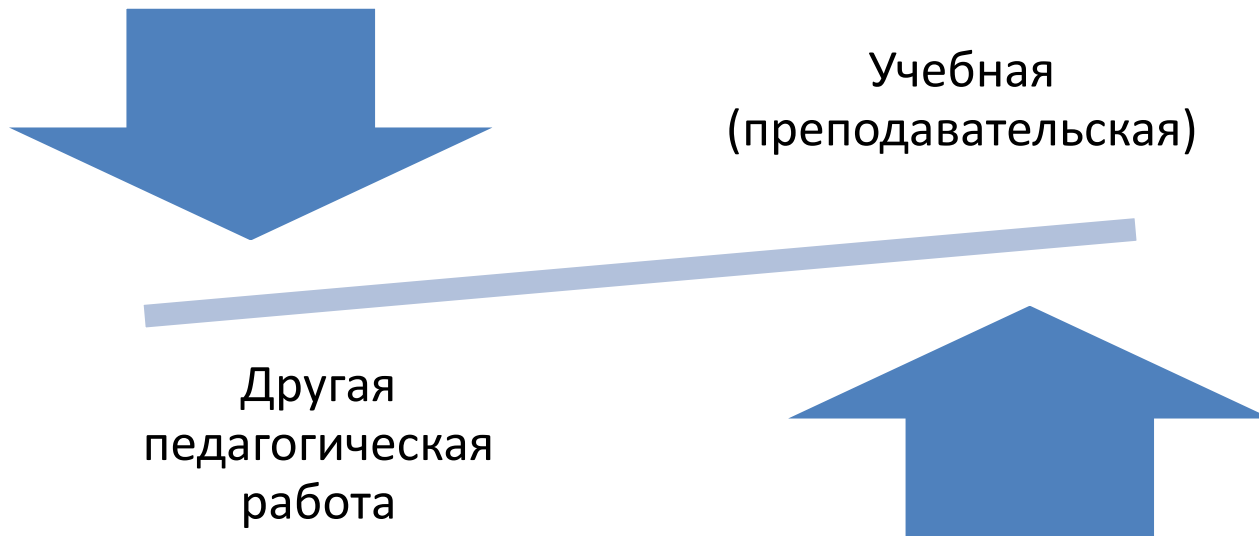 Учебная
(преподавательская)
Другая
педагогическая
работа